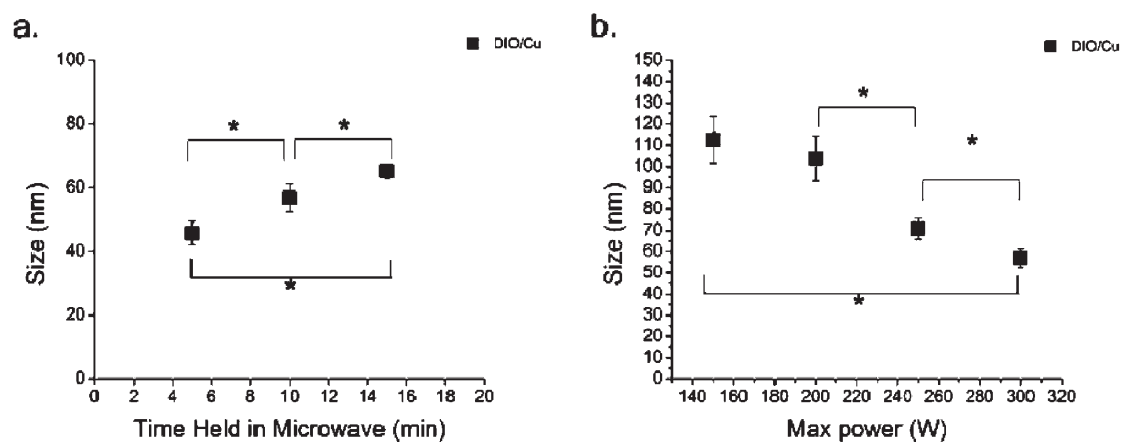 a.
DIO/Cu
100
80
60
40
20
0
Size (nm)
*
*
*
0 2 4 6 8 10 12 14 16 18 20
Time Held in Microwave (min)
b.
DIO/Cu
150
140
130
120
110
100
90
80
70
60
50
40
30
20
10
0
Size (nm)
*
*
*
140 160 180 200 220 240 260 280 300 320
Max power (W)